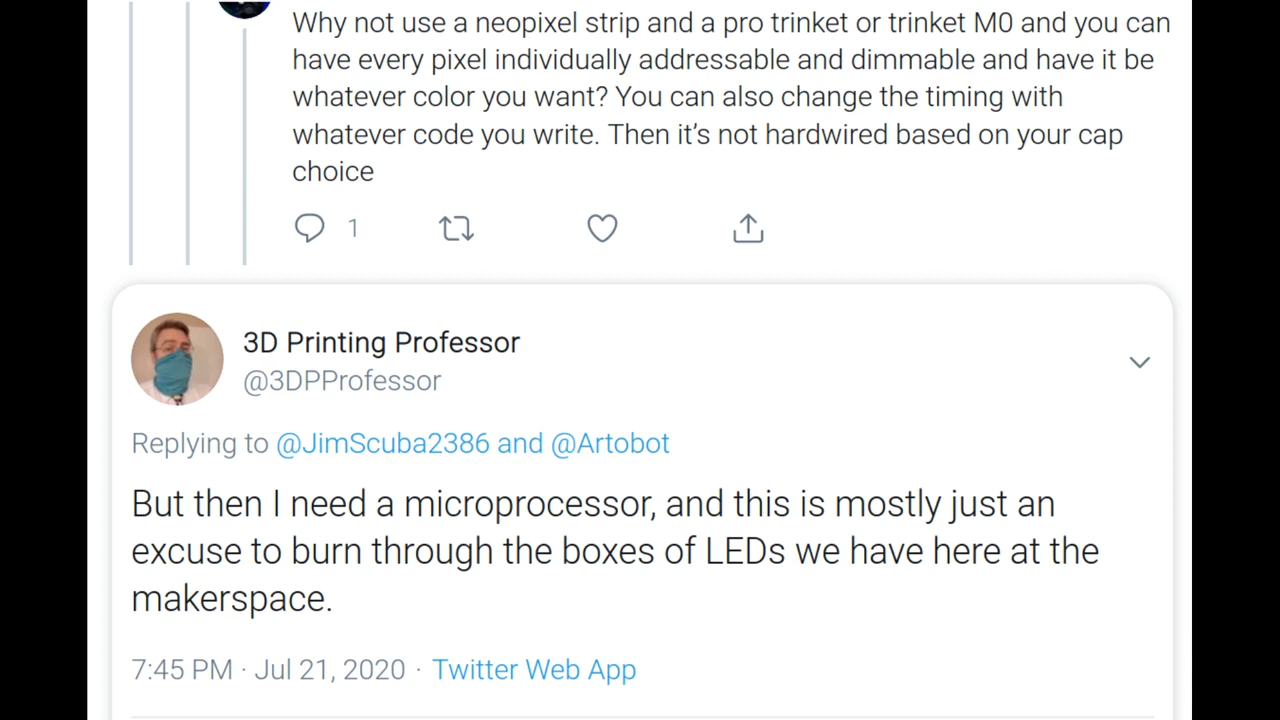 Why not use a neopixel strip and a pro trinket or trinket M0 and you can
have every pixel individually addressable and dimmable and have it be
whatever color you want? You can also change the timing with
whatever code you write. Then it’s not hardwired based on your cap
choice
1
3D Printing Professor
@3DPProfessor
Replying to @JimScuba2386 and @Artobot
But then I need a microprocessor, and this is mostly just an
excuse to burn through the boxes of LEDs we have here at the
makerspace.
7:45 PM · Jul 21, 2020 · Twitter Web App